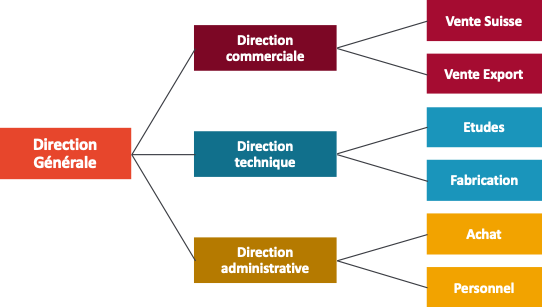 Direction
Générale
Direction
commerciale
Vente Suisse
Vente Export
Direction
technique
Etudes
Fabrication
Direction
administrative
Achat
Personnel